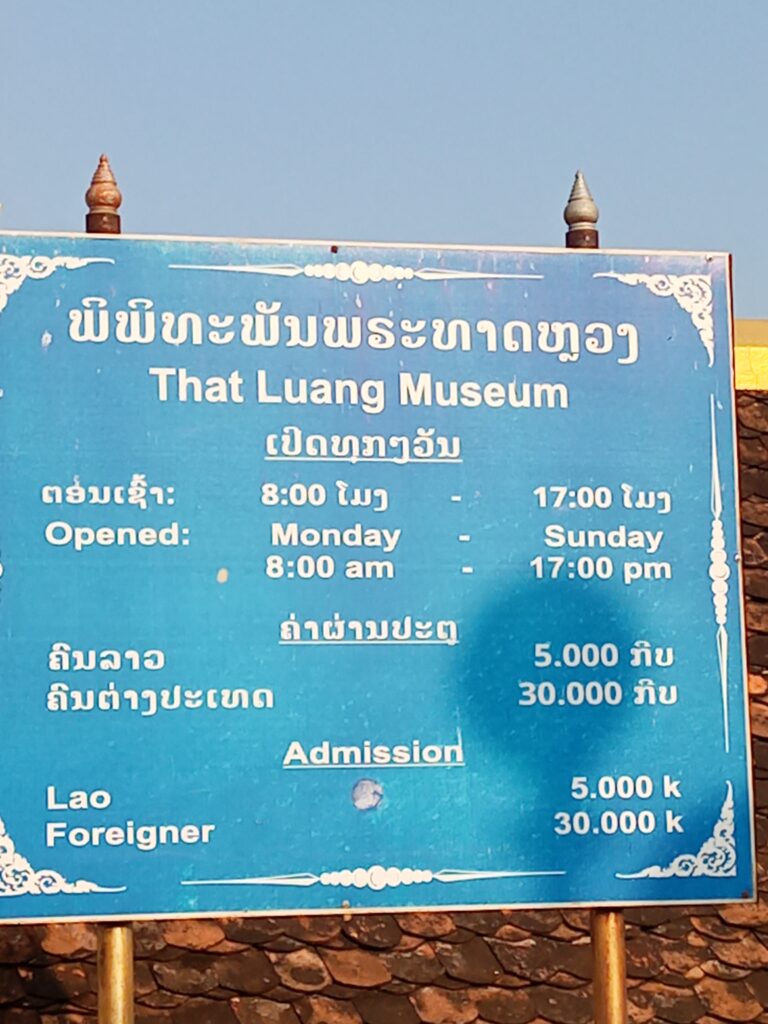 ພິພິທະພັນພຣະທາດຫຼວງ
That Luang Museum
ເປີດທຸກໆວັນ
ຕອນເຊົ້າ: 8:00 ໂມງ - 17:00 ໂມງ
Opened: Monday - Sunday
8:00 am - 17:00 pm
ຄ່າຜ່ານປະຕູ
ຄົນລາວ 5.000 ກີບ
ຄົນຕ່າງປະເທດ 30.000 ກີບ
Admission
Lao 5.000 k
Foreigner 30.000 k